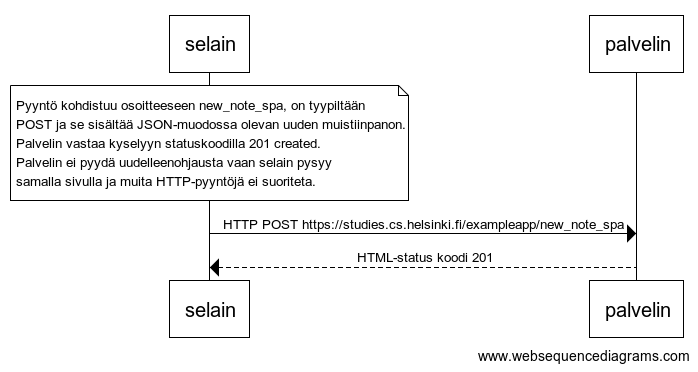 selain
palvelin
Pyyntö kohdistuu osoitteeseen new_note_spa, on tyypiltään
POST ja se sisältää JSON-muodossa olevan uuden muistiinpanon.
Palvelin vastaa kyselyyn statuskoodilla 201 created.
Palvelin ei pyydä uudelleenohjausta vaan selain pysyy
samalla sivulla ja muita HTTP-pyyntöjä ei suoriteta.
HTTP POST https://studies.cs.helsinki.fi/exampleapp/new_note_spa
HTML-status koodi 201
selain
palvelin
www.websequencediagrams.com